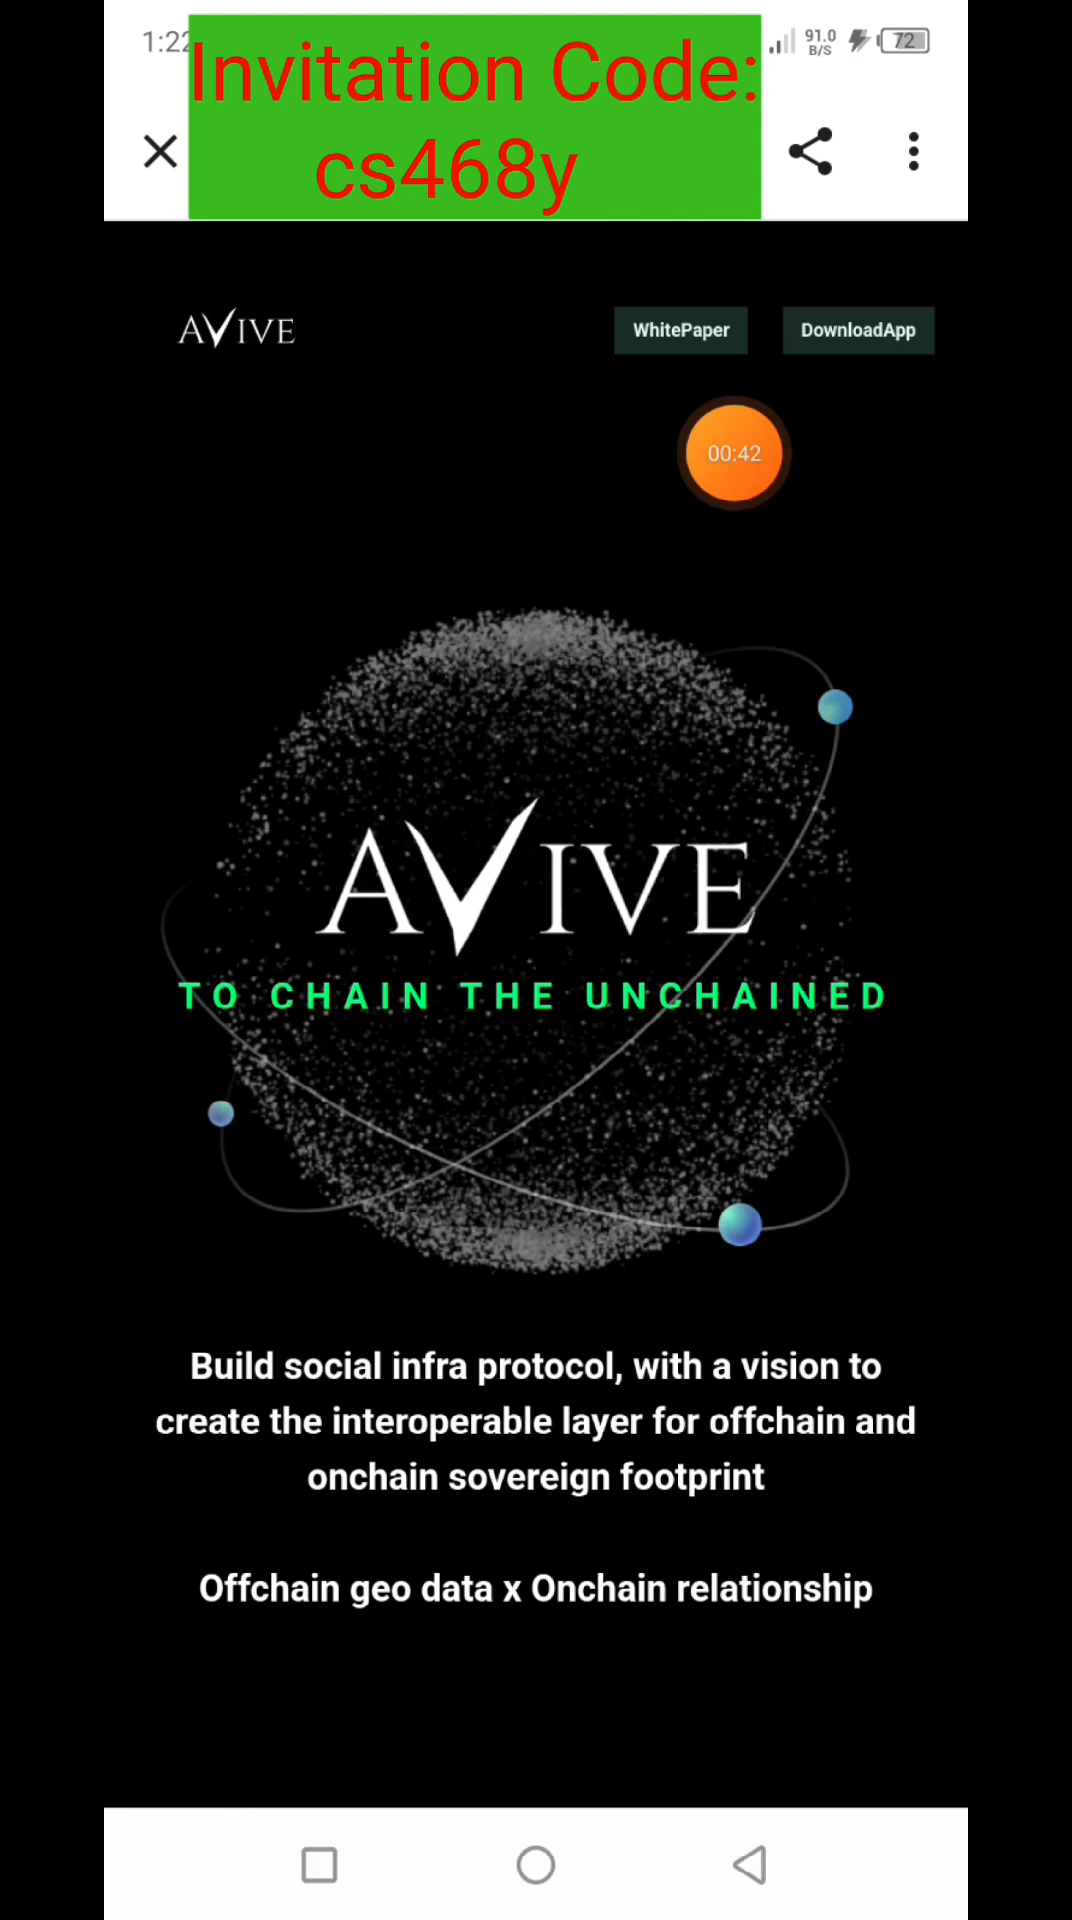 1:22
Invitation Code:
cs468y
91.0
B/S
72
AVIVE
WhitePaper
DownloadApp
00:42
AVIVE
TO CHAIN THE UNCHAINED
Build social infra protocol, with a vision to
create the interoperable layer for offchain and
onchain sovereign footprint
Offchain geo data x Onchain relationship